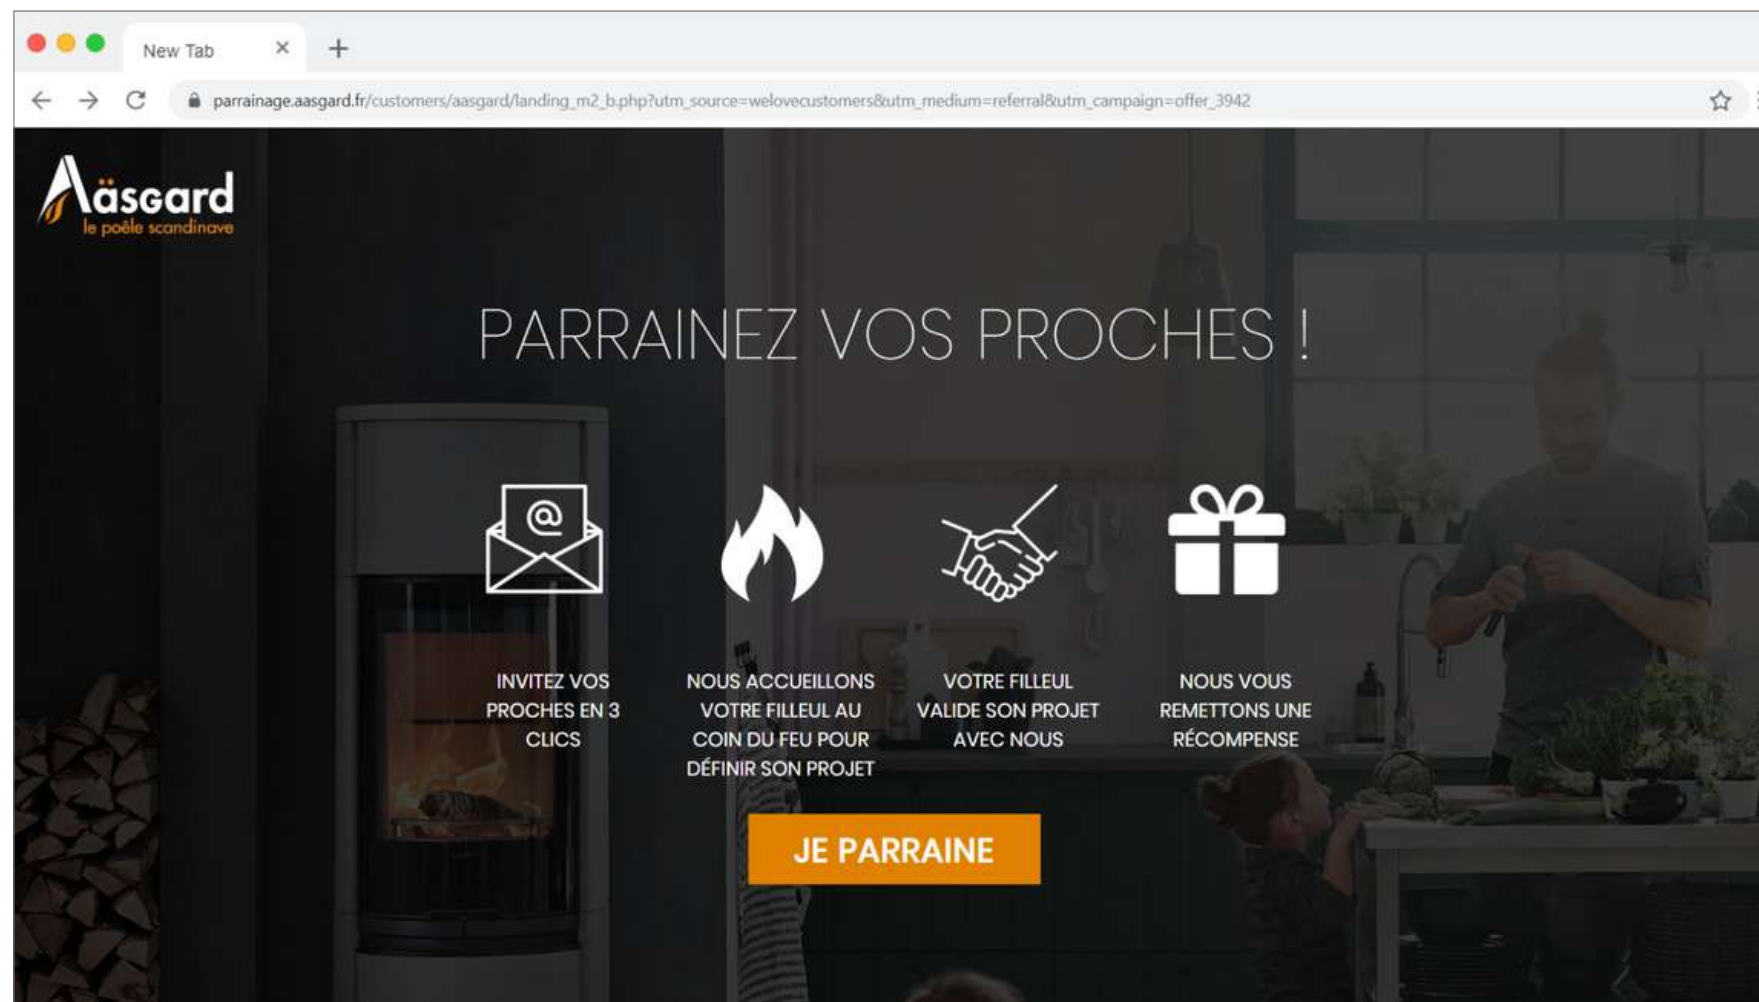 New Tab
parrainage.aasgard.fr/customers/aasgard/landing_m2_b.php?utm_source=welovecustomers&utm_medium=referral&utm_campaign=offer_3942
Aäsgard
le poêle scandinave
PARRAINEZ VOS PROCHES !
@
INVITEZ VOS
PROCHES EN 3
CLICS
NOUS ACCUEILLONS
VOTRE FILLEUL AU
COIN DU FEU POUR
DÉFINIR SON PROJET
VOTRE FILLEUL
VALIDE SON PROJET
AVEC NOUS
NOUS VOUS
REMETTONS UNE
RÉCOMPENSE
JE PARRAINE